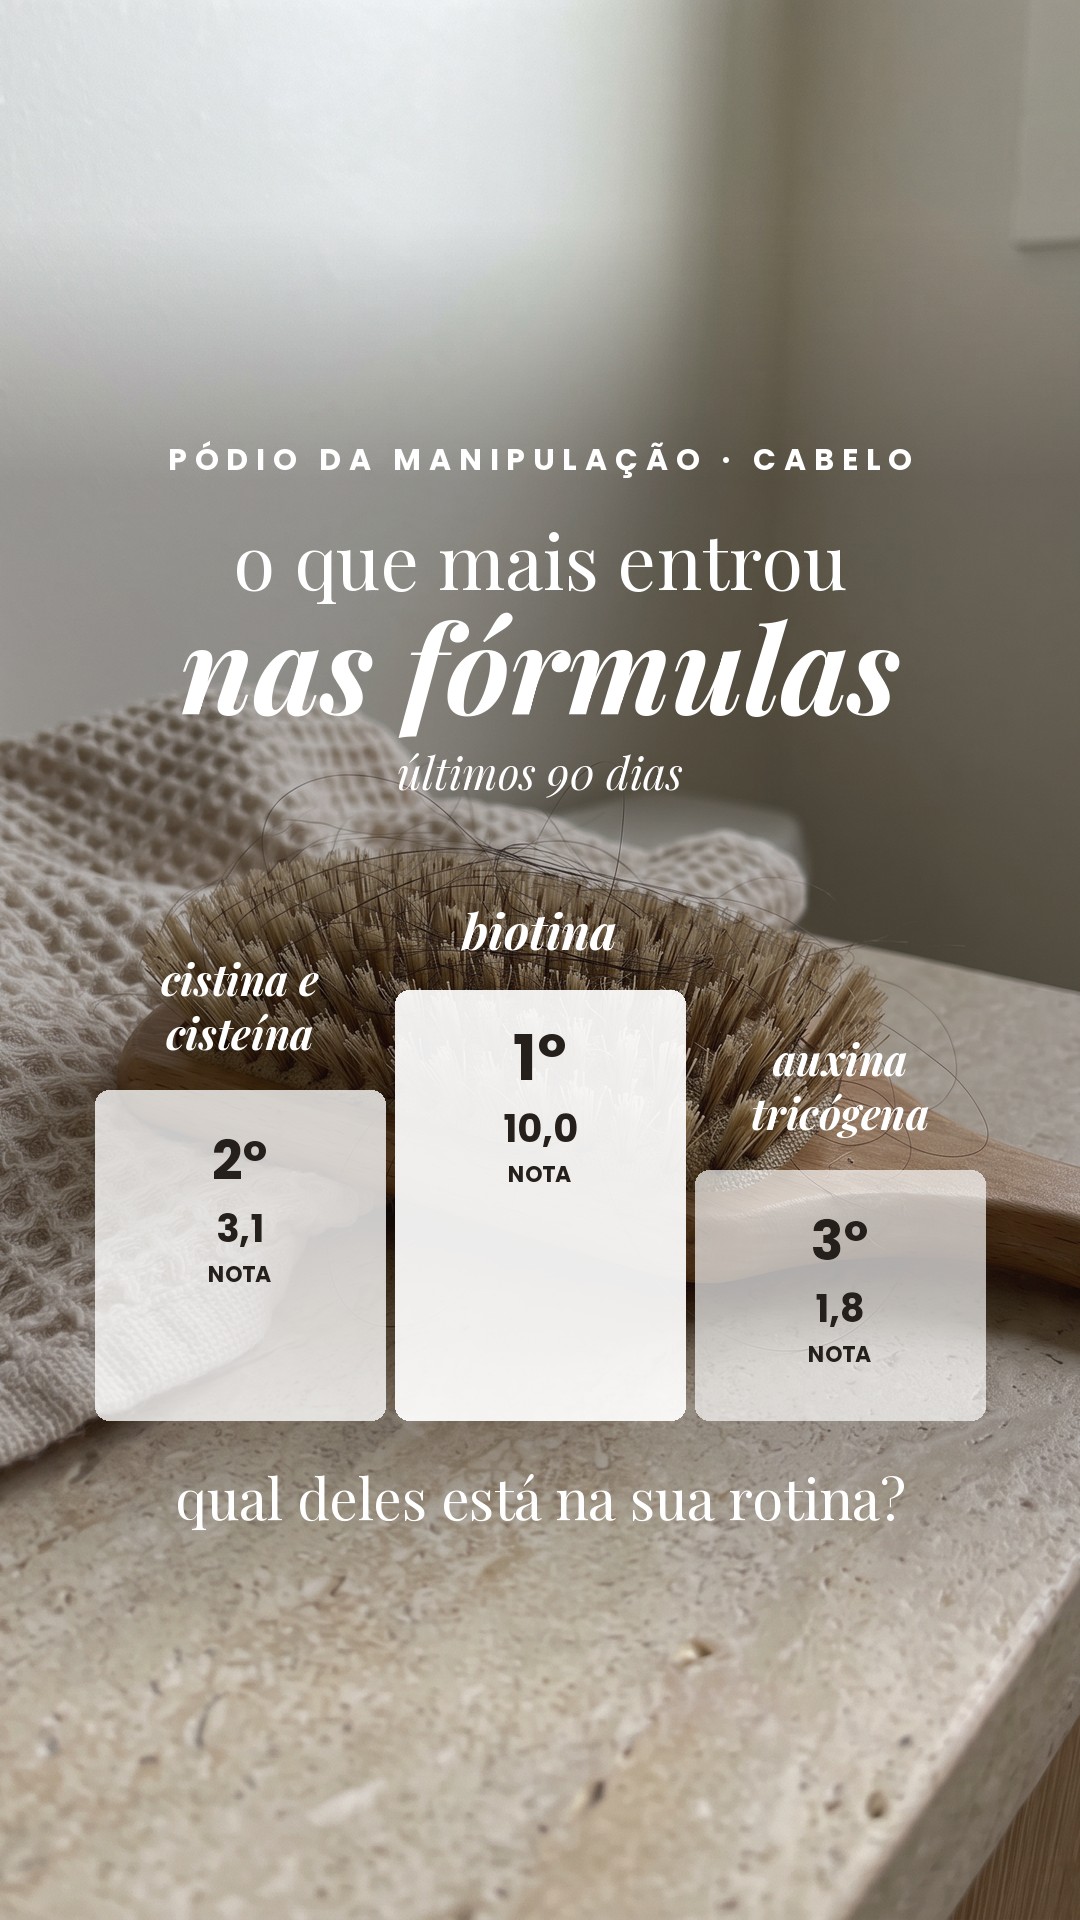 PÓDIO DA MANIPULAÇÃO · CABELO
o que mais entrou
nas fórmulas
últimos 90 dias
biotina
1º
10,0
NOTA
cistina e
cisteína
2º
3,1
NOTA
auxina
tricógena
3º
1,8
NOTA
qual deles está na sua rotina?